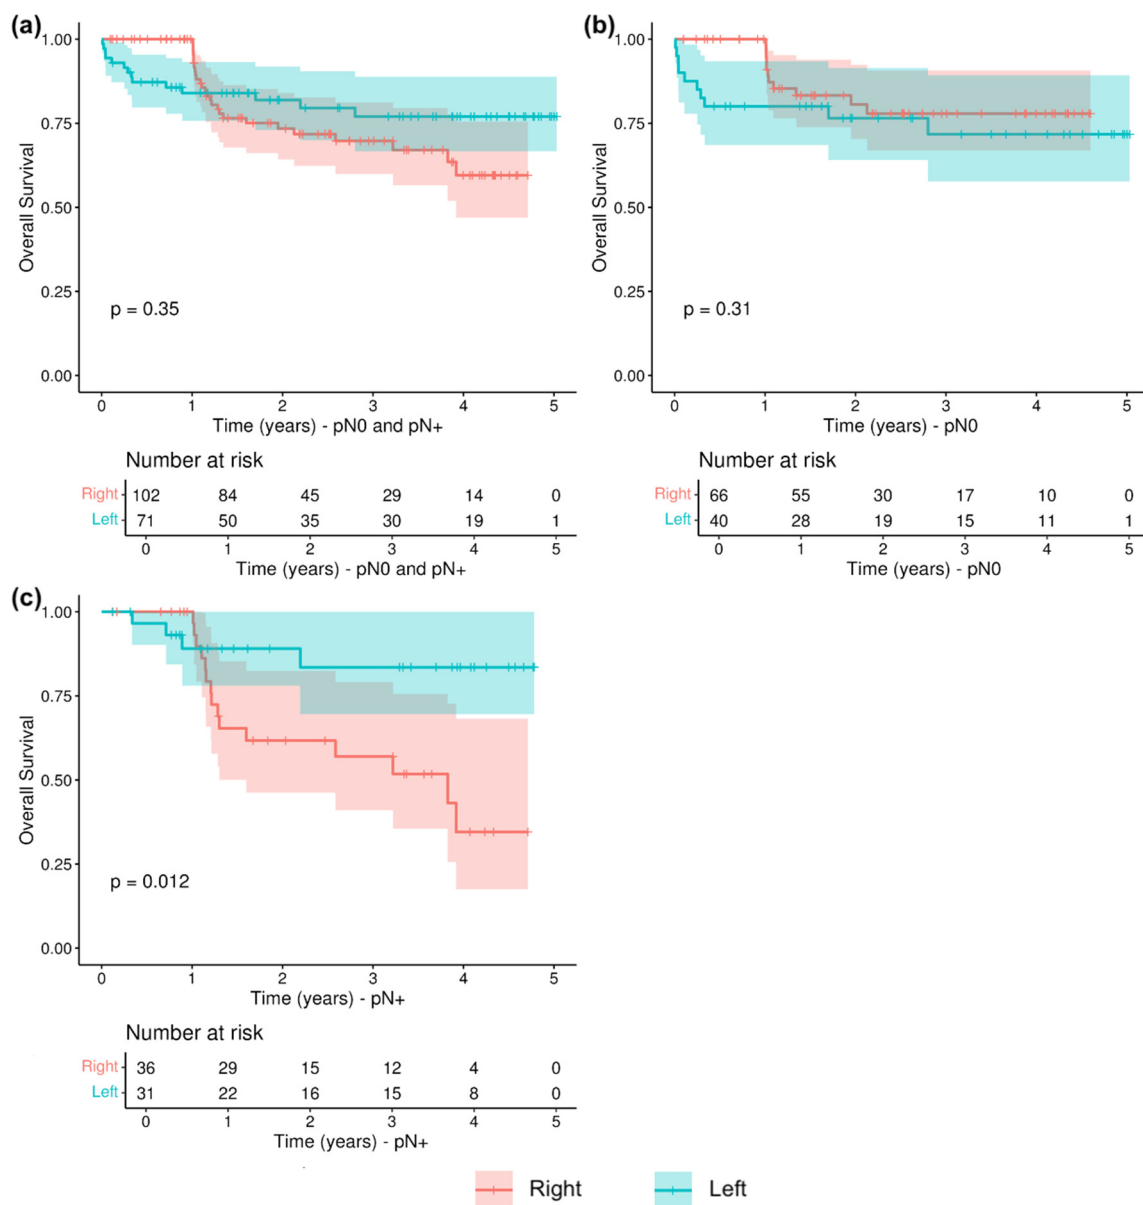 (a)
Overall Survival
1.00
0.75
0.50
0.25
0.00
p = 0.35
0 1 2 3 4 5
Time (years) - pN0 and pN+
Number at risk
Right 102 84 45 29 14 0
Left 71 50 35 30 19 1
0 1 2 3 4 5
Time (years) - pN0 and pN+
(b)
Overall Survival
1.00
0.75
0.50
0.25
0.00
p = 0.31
0 1 2 3 4 5
Time (years) - pN0
Number at risk
Right 66 55 30 17 10 0
Left 40 28 19 15 11 1
0 1 2 3 4 5
Time (years) - pN0
(c)
Overall Survival
1.00
0.75
0.50
0.25
0.00
p = 0.012
0 1 2 3 4 5
Time (years) - pN+
Number at risk
Right 36 29 15 12 4 0
Left 31 22 16 15 8 0
0 1 2 3 4 5
Time (years) - pN+
Right Left